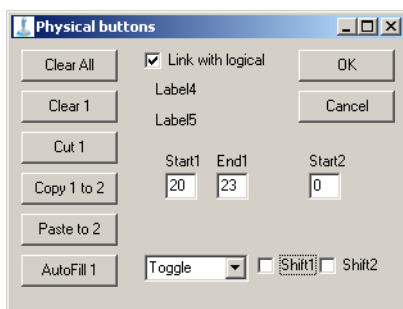 Physical buttons
Clear All
Link with logical
OK
Label4
Clear 1
Cancel
Label5
Cut 1
Start1 End1 Start2
Copy 1 to 2
20 23 0
Paste to 2
AutoFill 1
Toggle
Shift1
Shift2